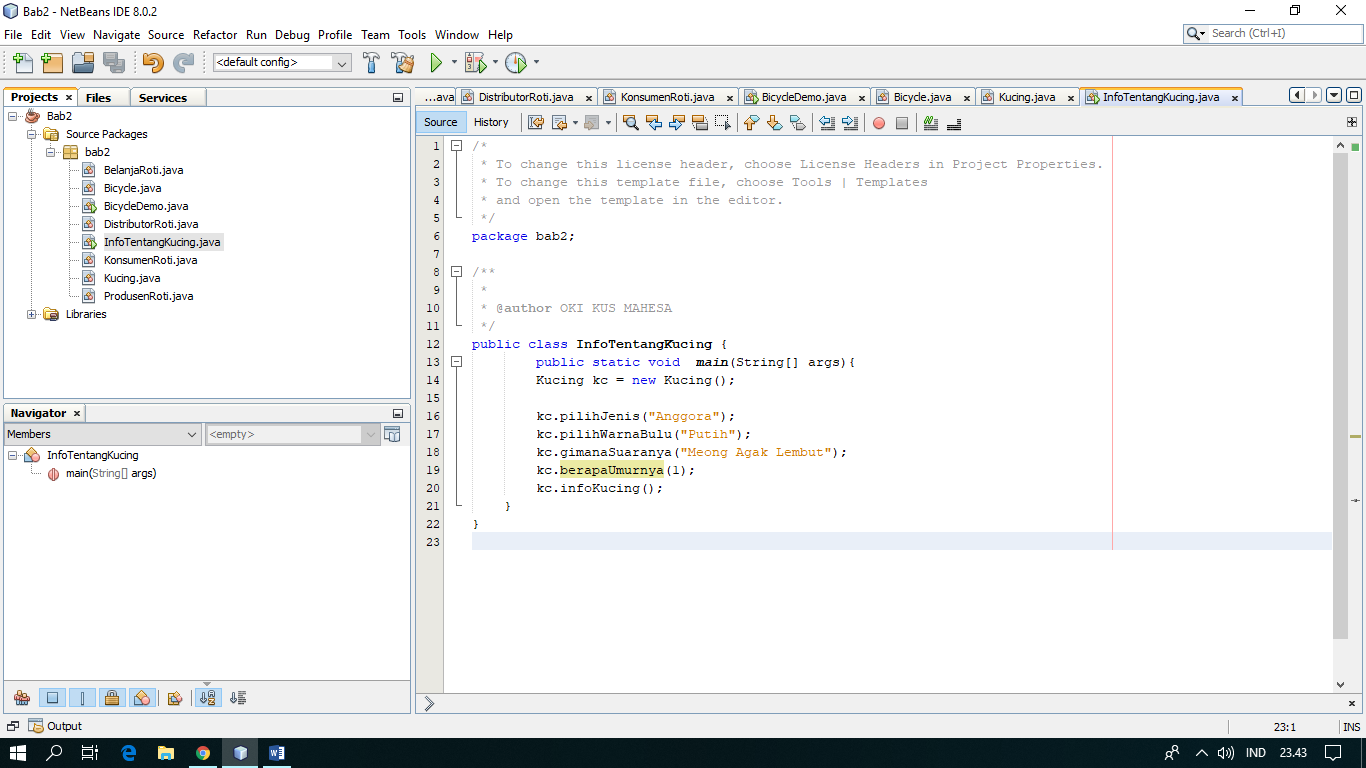 Bab2 - NetBeans IDE 8.0.2
File Edit View Navigate Source Refactor Run Debug Profile Team Tools Window Help
Search (Ctrl+I)
<default config>
Projects Files Services
Bab2
Source Packages
bab2
BelanjaRoti.java
Bicycle.java
BicycleDemo.java
DistributorRoti.java
InfoTentangKucing.java
KonsumenRoti.java
Kucing.java
ProdusenRoti.java
Libraries
Navigator
Members
<empty>
InfoTentangKucing
main(String[] args)
...ava DistributorRoti.java KonsumenRoti.java BicycleDemo.java Bicycle.java Kucing.java InfoTentangKucing.java
Source History
1 /*
2 * To change this license header, choose License Headers in Project Properties.
3 * To change this template file, choose Tools | Templates
4 * and open the template in the editor.
5 */
6 package bab2;
7
8 /**
9 *
10 * @author OKI KUS MAHESA
11 */
12 public class InfoTentangKucing {
13 public static void  main(String[] args){
14 Kucing kc = new Kucing();
15
16 kc.pilihJenis("Anggora");
17 kc.pilihWarnaBulu("Putih");
18 kc.gimanaSuaranya("Meong Agak Lembut");
19 kc.berapaUmurnya(1);
20 kc.infoKucing();
21 }
22 }
23
Output
23:1 INS
IND 23.43